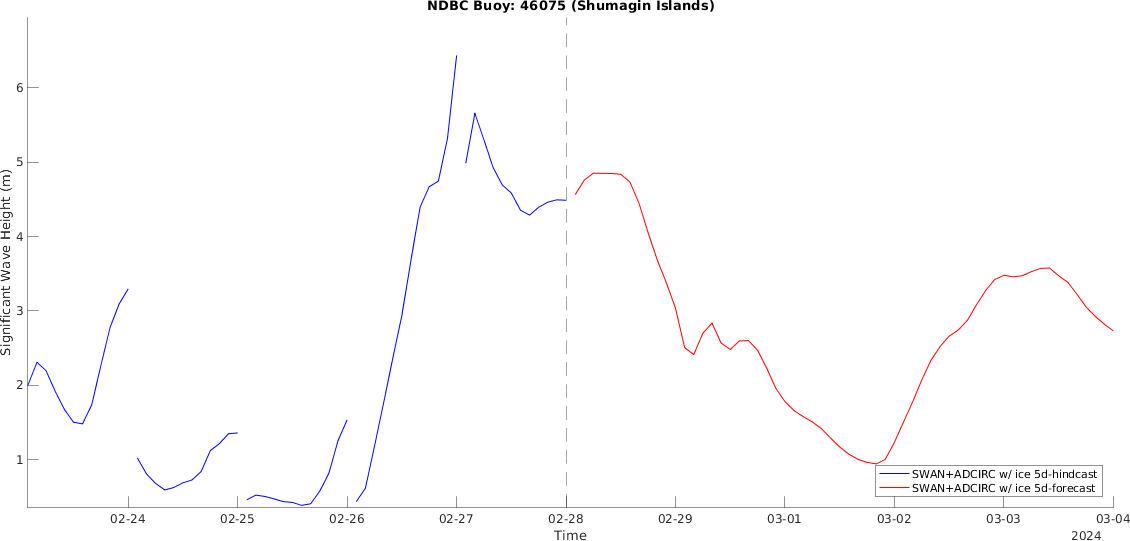 NDBC Buoy: 46075 (Shumagin Islands)
Significant Wave Height (m)
6
5
4
3
2
1
02-24 02-25 02-26 02-27 02-28 02-29 03-01 03-02 03-03 03-04
Time
2024
SWAN+ADCIRC w/ ice 5d-hindcast
SWAN+ADCIRC w/ ice 5d-forecast